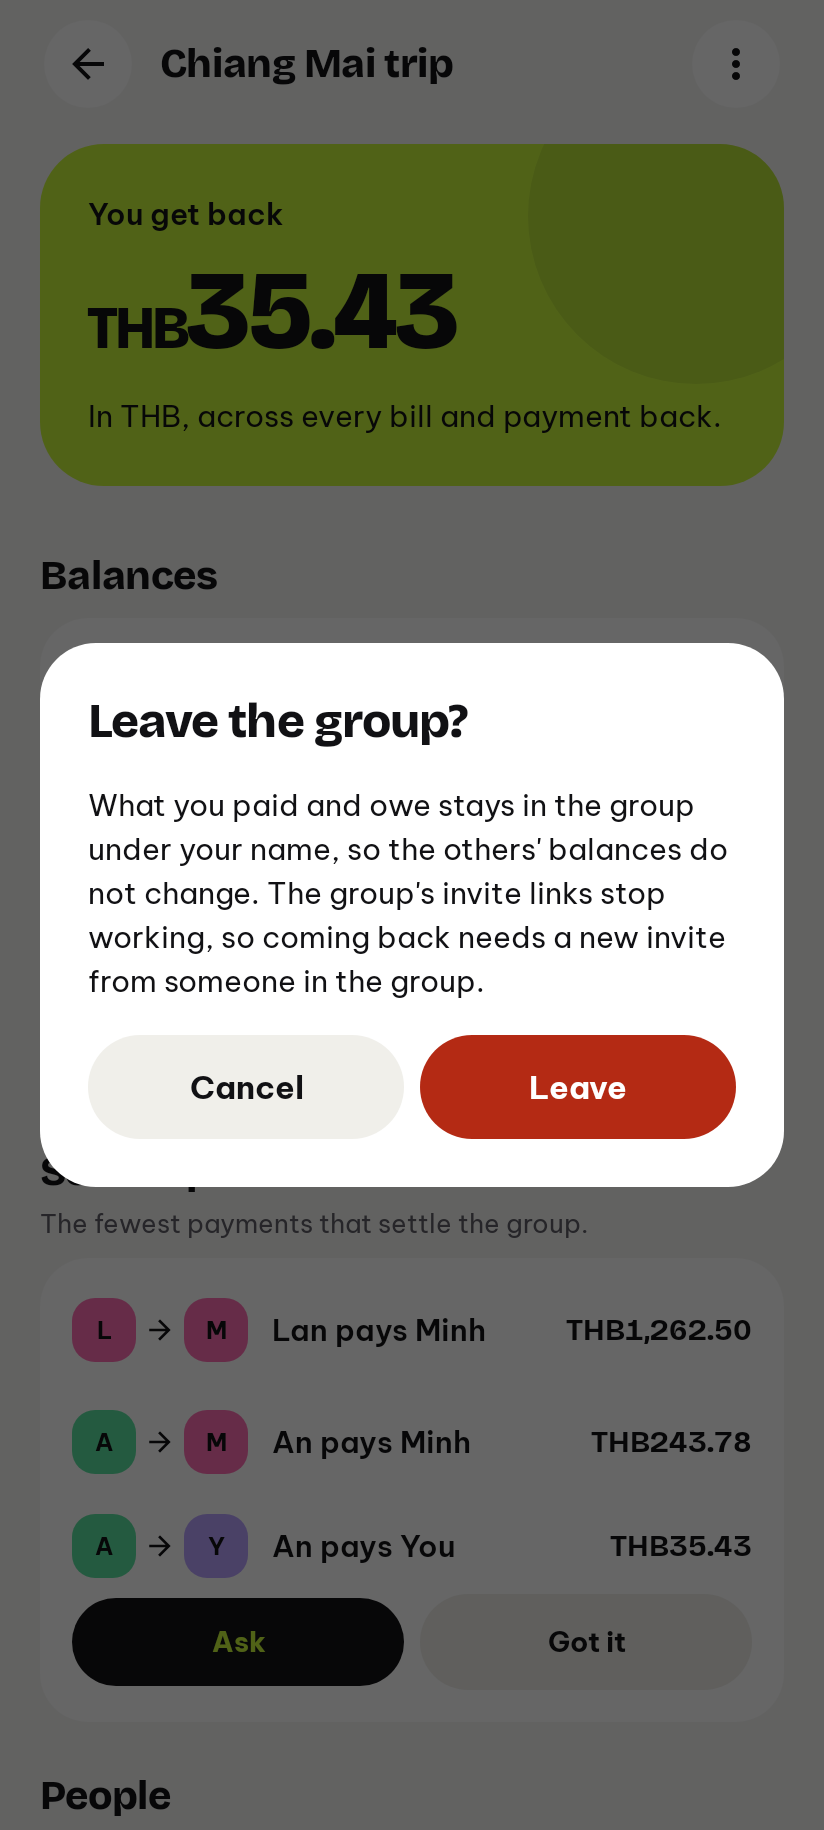 Chiang Mai trip
You get back
THB35.43
In THB, across every bill and payment back.
Balances
Leave the group?
What you paid and owe stays in the group
under your name, so the others' balances do
not change. The group's invite links stop
working, so coming back needs a new invite
from someone in the group.
Cancel
Leave
The fewest payments that settle the group.
L M Lan pays Minh THB1,262.50
A M An pays Minh THB243.78
A Y An pays You THB35.43
Ask
Got it
People